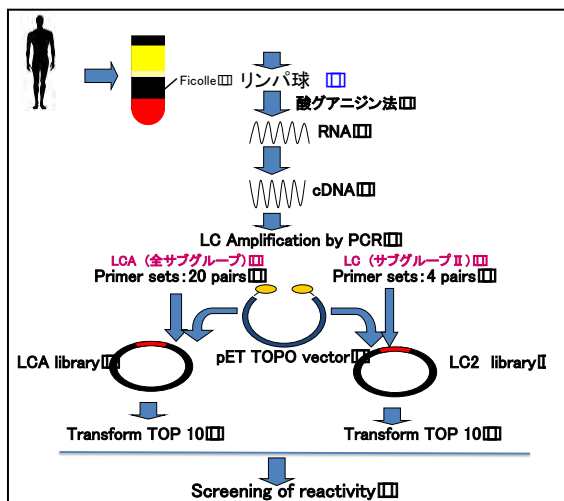 Ficolle
リンパ球
酸グアニジン法
RNA
cDNA
LC Amplification by PCR
LCA (全サブグループ)
Primer sets:20 pairs
LC (サブグループⅡ)
Primer sets:4 pairs
pET TOPO vector
LCA library
LC2 library
Transform TOP 10
Transform TOP 10
Screening of reactivity